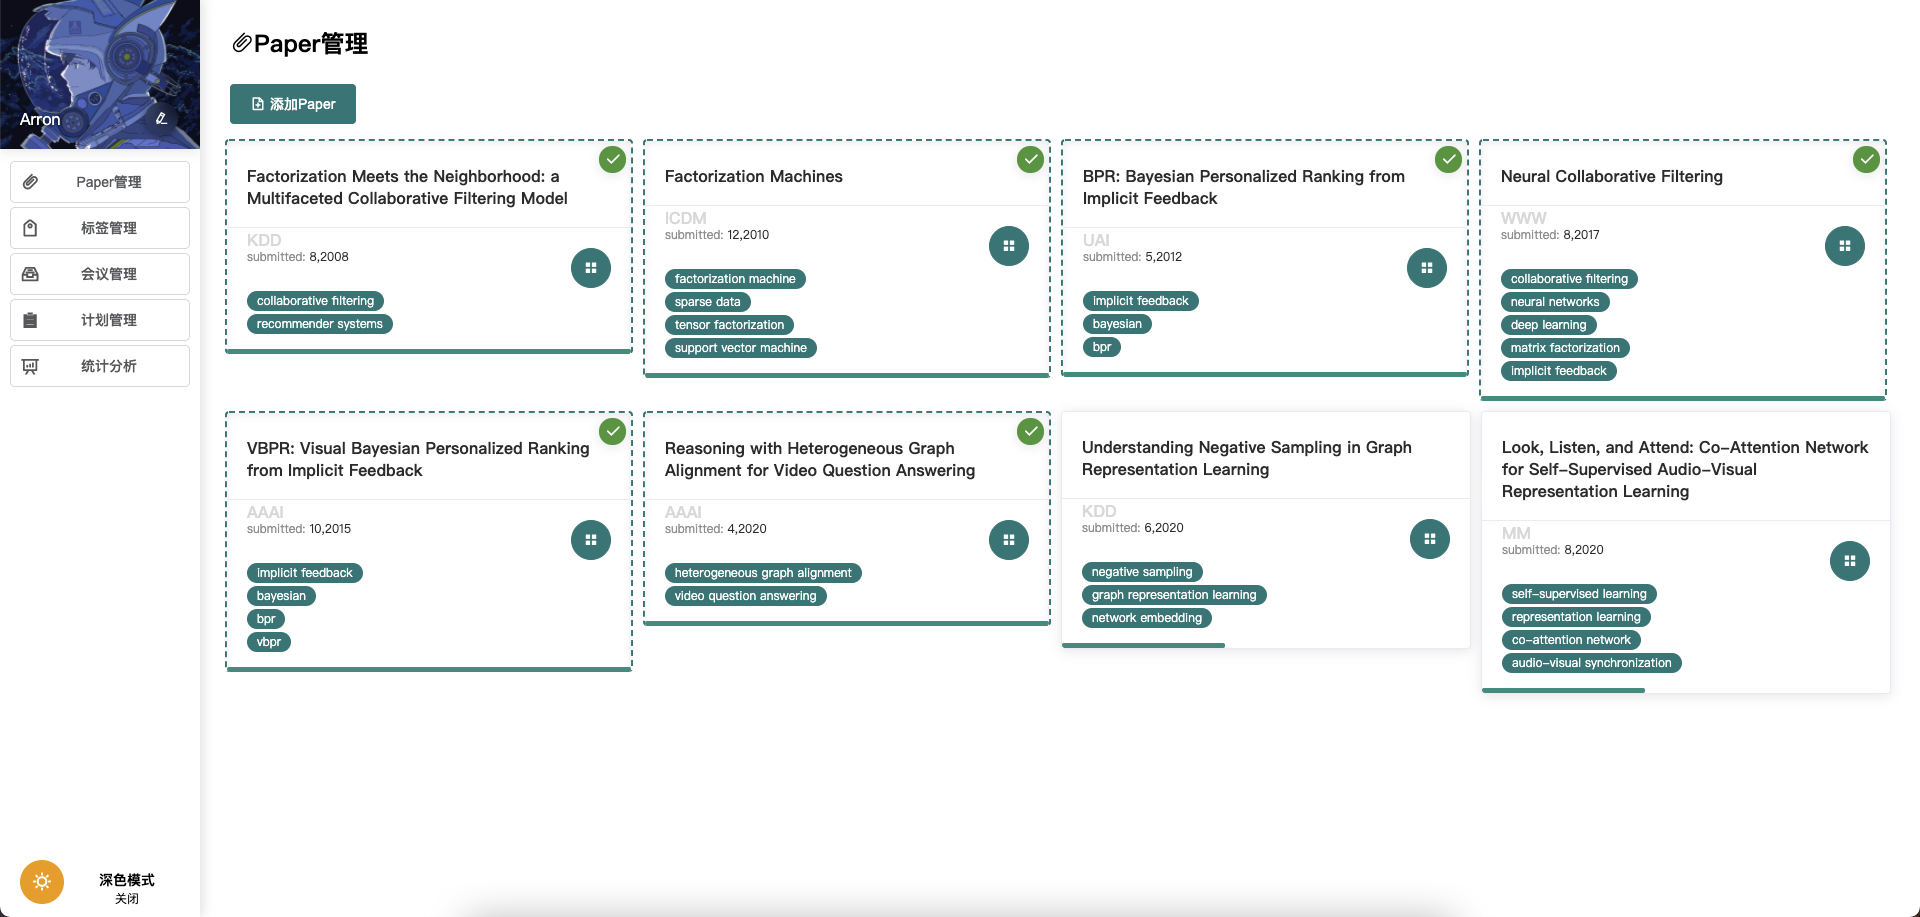 Arron
Paper管理
标签管理
会议管理
计划管理
统计分析
深色模式
关闭
Paper管理
添加Paper
Factorization Meets the Neighborhood: a
Multifaceted Collaborative Filtering Model
KDD
submitted: 8,2008
collaborative filtering
recommender systems
Factorization Machines
ICDM
submitted: 12,2010
factorization machine
sparse data
tensor factorization
support vector machine
BPR: Bayesian Personalized Ranking from
Implicit Feedback
UAI
submitted: 5,2012
implicit feedback
bayesian
bpr
Neural Collaborative Filtering
WWW
submitted: 8,2017
collaborative filtering
neural networks
deep learning
matrix factorization
implicit feedback
VBPR: Visual Bayesian Personalized Ranking
from Implicit Feedback
AAAI
submitted: 10,2015
implicit feedback
bayesian
bpr
vbpr
Reasoning with Heterogeneous Graph
Alignment for Video Question Answering
AAAI
submitted: 4,2020
heterogeneous graph alignment
video question answering
Understanding Negative Sampling in Graph
Representation Learning
KDD
submitted: 6,2020
negative sampling
graph representation learning
network embedding
Look, Listen, and Attend: Co-Attention Network
for Self-Supervised Audio-Visual
Representation Learning
MM
submitted: 8,2020
self-supervised learning
representation learning
co-attention network
audio-visual synchronization